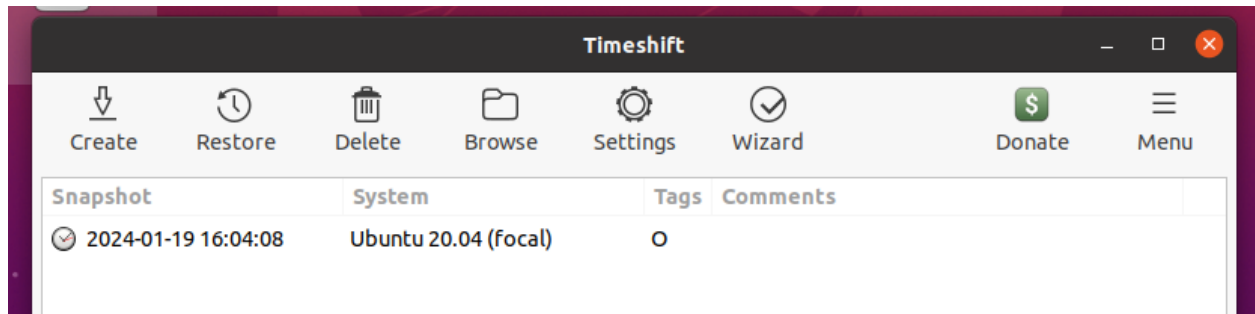 Timeshift
Create Restore Delete Browse Settings Wizard Donate Menu
Snapshot System Tags Comments
2024-01-19 16:04:08 Ubuntu 20.04 (focal) O